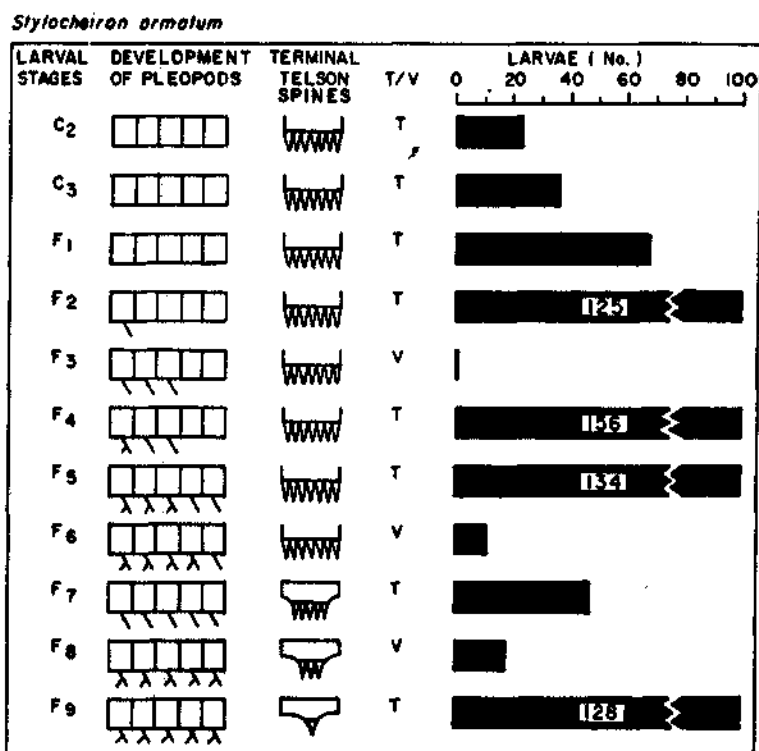 Stylocheiron armatum
LARVAL STAGES DEVELOPMENT OF PLEOPODS TERMINAL TELSON SPINES T/V LARVAE ( No.)
0 20 40 60 80 100
C2 T
C3 T
F1 T
F2 T 125
F3 V
F4 T 156
F5 T 134
F6 V
F7 T
F8 V
F9 T 128